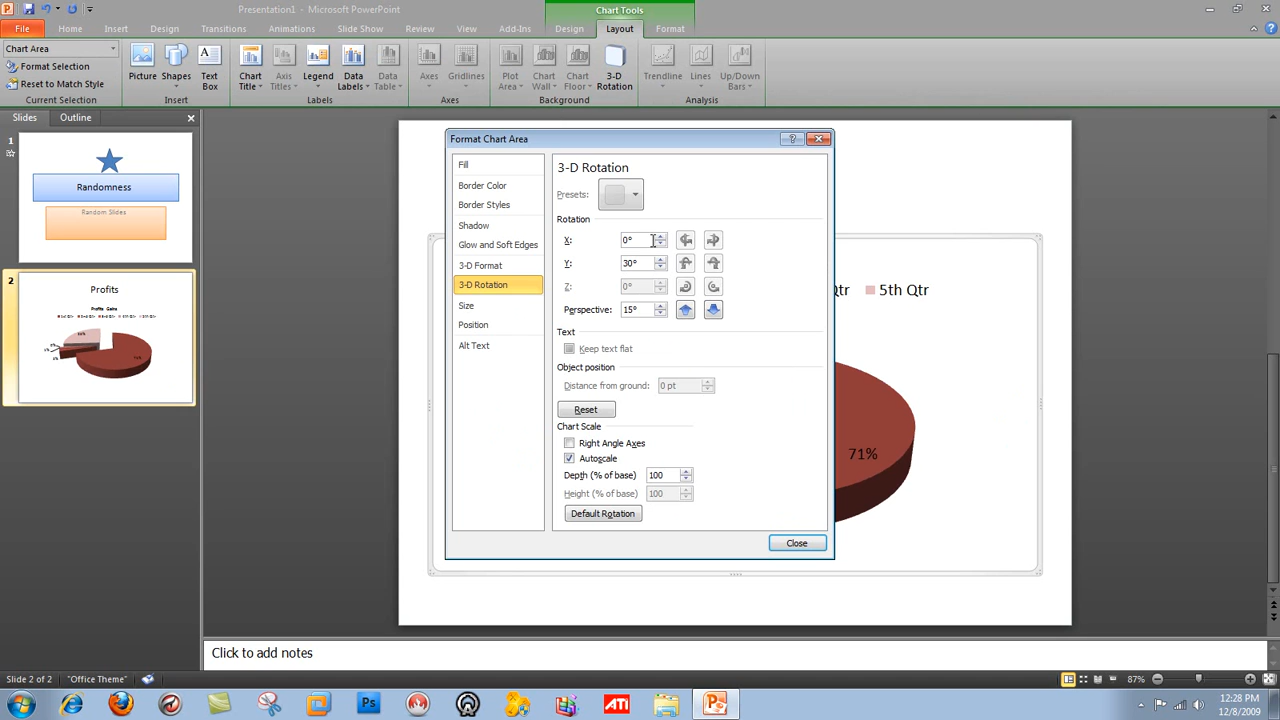 Presentation1 - Microsoft PowerPoint
Chart Tools
File Home Insert Design Transitions Animations Slide Show Review View Add-Ins Design Layout Format
Chart Area
Format Selection
Reset to Match Style
Current Selection
Picture Shapes Text Box
Insert
Chart Title Axis Titles Legend Data Labels Data Table
Labels
Axes Gridlines
Axes
Plot Area Chart Wall Chart Floor 3-D Rotation
Background
Trendline Lines Up/Down Bars
Analysis
Slides Outline
1
Randomness
Random Slides
2
Profits
Profits Gains
71%
Format Chart Area
Fill
Border Color
Border Styles
Shadow
Glow and Soft Edges
3-D Format
3-D Rotation
Size
Position
Alt Text
3-D Rotation
Presets:
Rotation
X: 0°
Y: 30°
Z: 0°
Perspective: 15°
Text
Keep text flat
Object position
Distance from ground: 0 pt
Reset
Chart Scale
Right Angle Axes
Autoscale
Depth (% of base) 100
Height (% of base) 100
Default Rotation
Close
Qtr 5th Qtr
71%
Click to add notes
Slide 2 of 2 "Office Theme" 87%
ATI
12:28 PM
12/8/2009